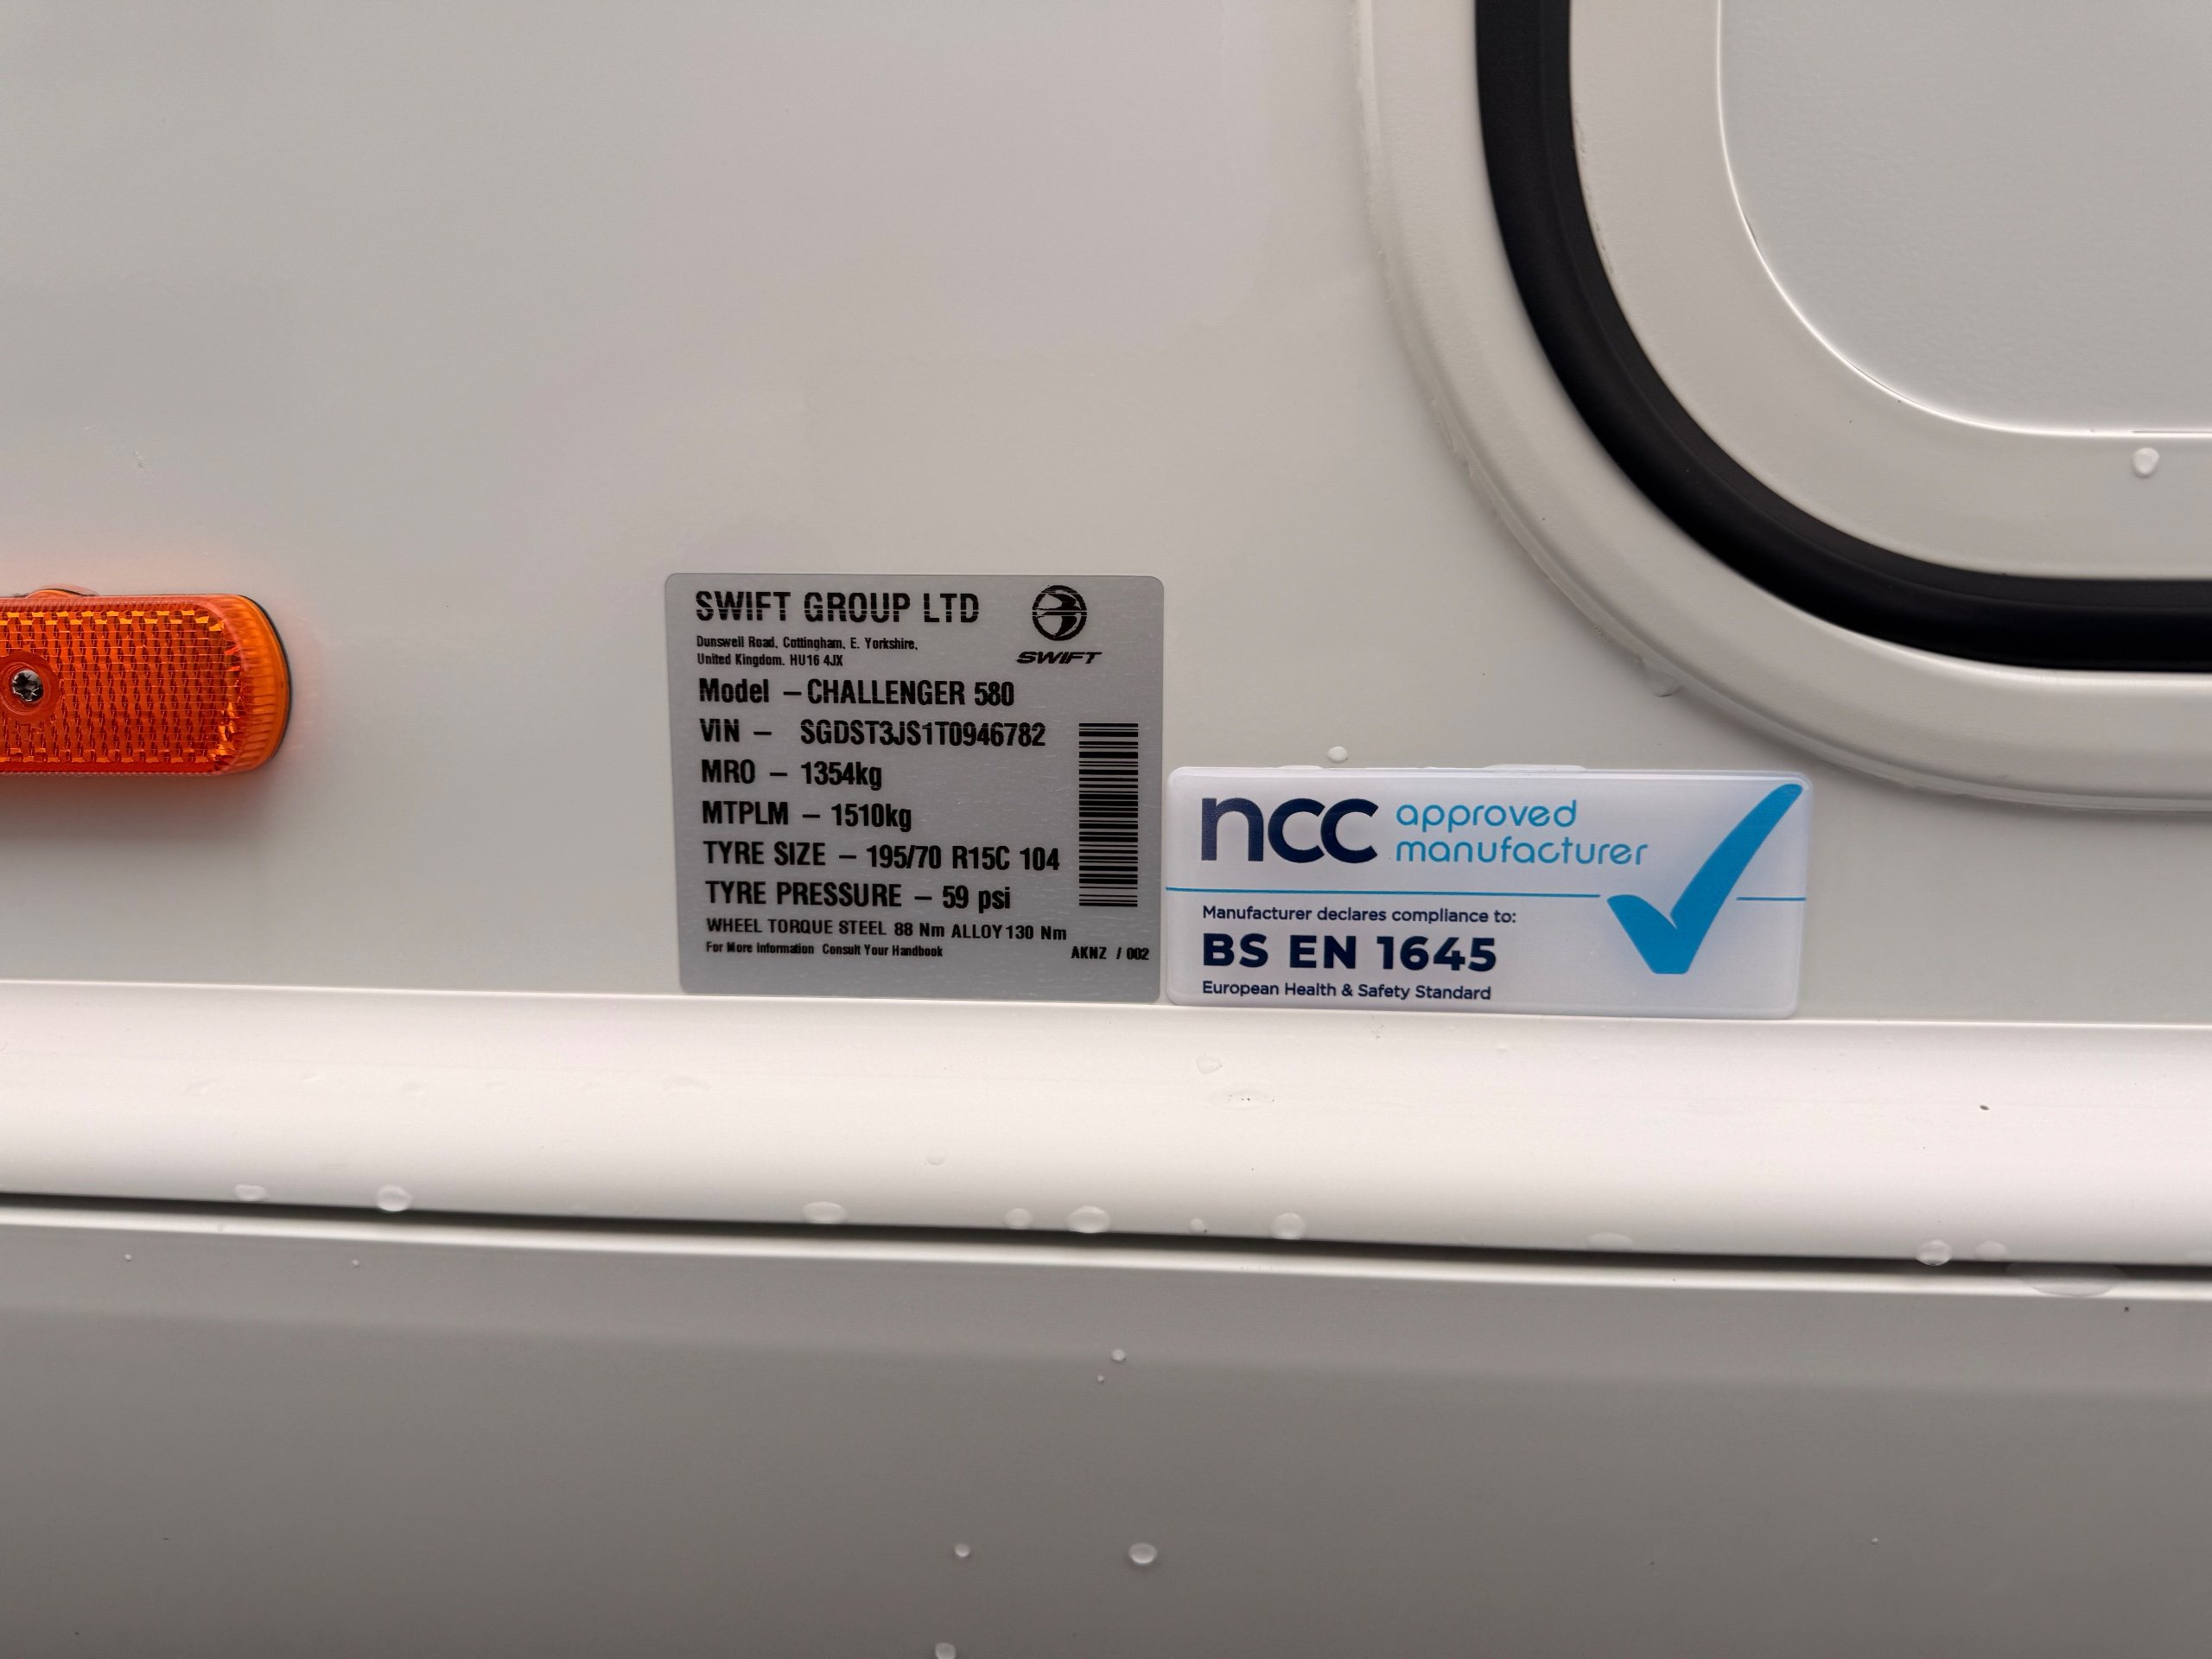 SWIFT GROUP LTD
SWIFT
Dunswell Road, Cottingham, E. Yorkshire,
United Kingdom. HU16 4JX
Model – CHALLENGER 580
VIN – SGDST3JS1T0946782
MRO – 1354kg
MTPLM – 1510kg
TYRE SIZE – 195/70 R15C 104
TYRE PRESSURE – 59 psi
WHEEL TORQUE STEEL 88 Nm ALLOY 130 Nm
For More Information Consult Your Handbook
AKNZ / 002
ncc approved
manufacturer
Manufacturer declares compliance to:
BS EN 1645
European Health & Safety Standard